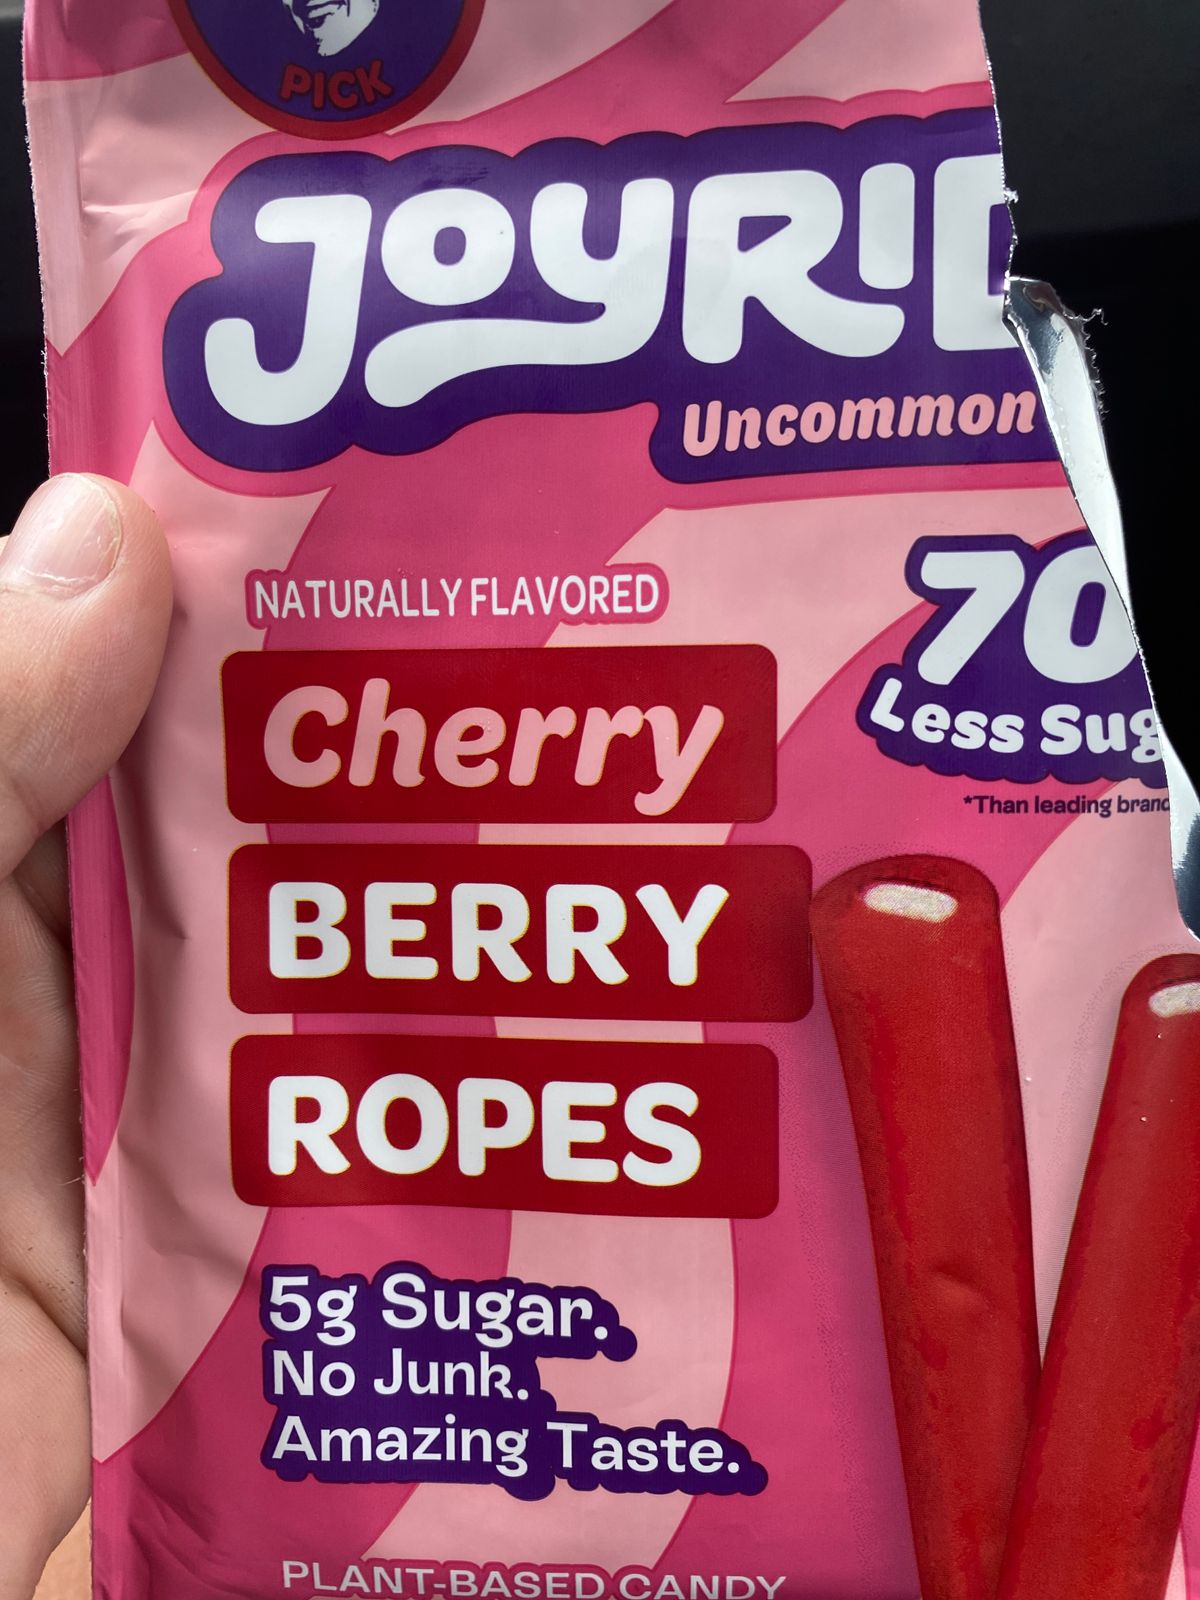 PICK
JOYRID
Uncommon
NATURALLY FLAVORED
70
Less Sug
*Than leading brand
Cherry
BERRY
ROPES
5g Sugar.
No Junk.
Amazing Taste.
PLANT-BASED CANDY